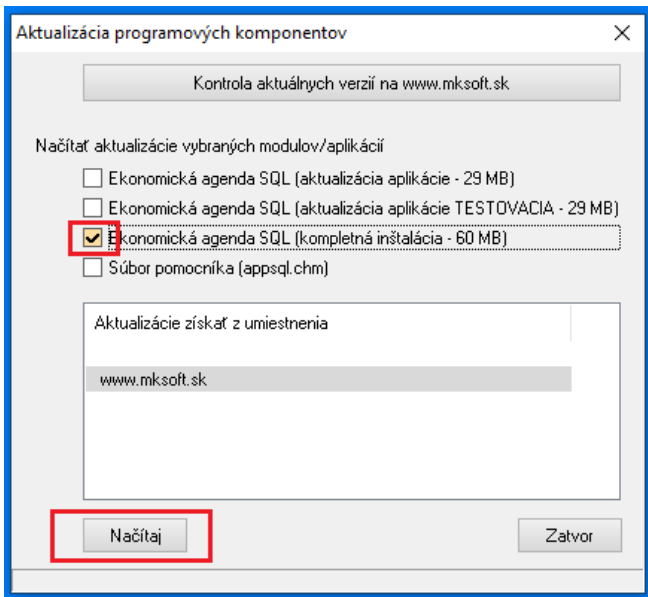 Aktualizácia programových komponentov
Kontrola aktuálnych verzií na www.mksoft.sk
Načítať aktualizácie vybraných modulov/aplikácií
Ekonomická agenda SQL (aktualizácia aplikácie - 29 MB)
Ekonomická agenda SQL (aktualizácia aplikácie TESTOVACIA - 29 MB)
Ekonomická agenda SQL (kompletná inštalácia - 60 MB)
Súbor pomocníka (appsql.chm)
Aktualizácie získať z umiestnenia
www.mksoft.sk
Načítaj
Zatvor